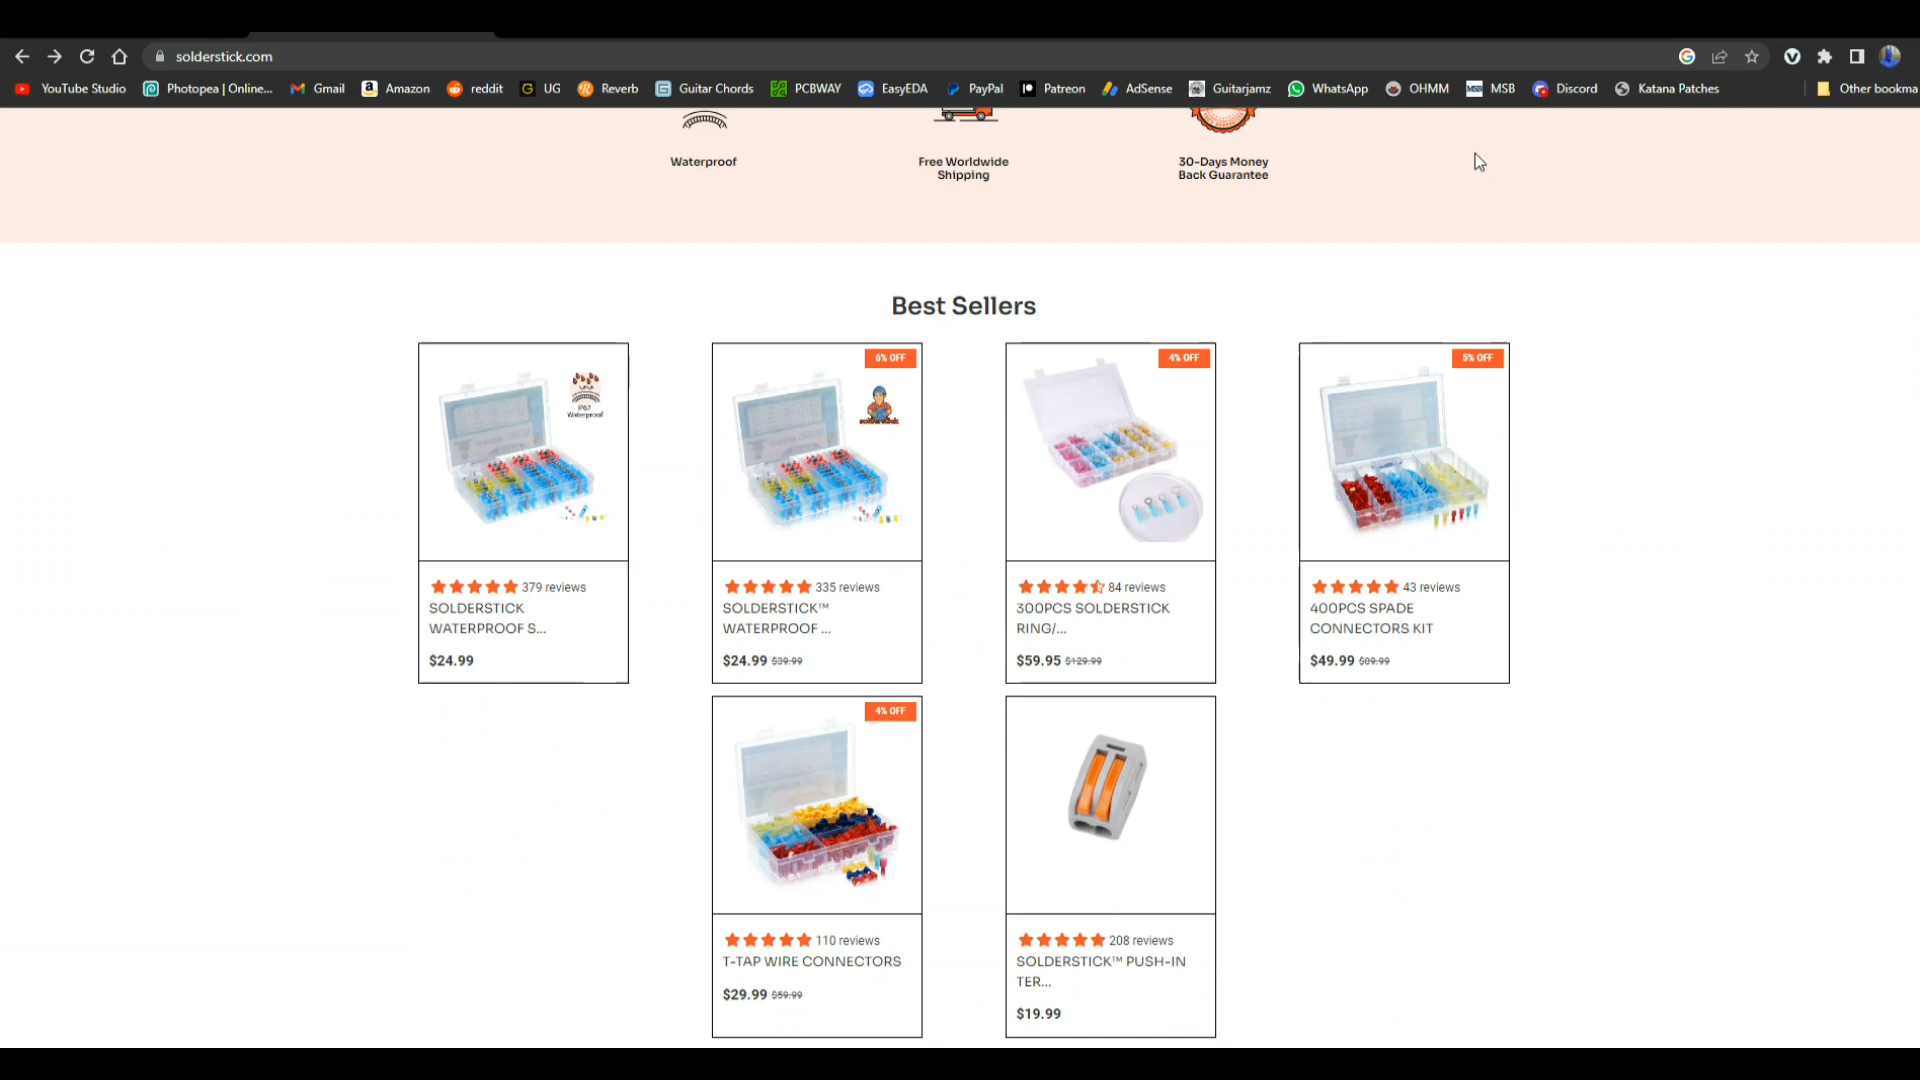 solderstick.com
YouTube Studio
Photopea | Online...
Gmail
Amazon
reddit
UG
Reverb
Guitar Chords
PCBWAY
EasyEDA
PayPal
Patreon
AdSense
Guitarjamz
WhatsApp
OHMM
MSB
Discord
Katana Patches
Other bookma
Waterproof
Free Worldwide
Shipping
30-Days Money
Back Guarantee
Best Sellers
IP67
Waterproof
379 reviews
SOLDERSTICK
WATERPROOF S...
$24.99
6% OFF
solderstick
335 reviews
SOLDERSTICK™
WATERPROOF ...
$24.99 $39.99
4% OFF
84 reviews
300PCS SOLDERSTICK
RING/...
$59.95 $129.99
5% OFF
43 reviews
400PCS SPADE
CONNECTORS KIT
$49.99 $89.99
4% OFF
110 reviews
T-TAP WIRE CONNECTORS
$29.99 $59.99
208 reviews
SOLDERSTICK™ PUSH-IN
TER...
$19.99